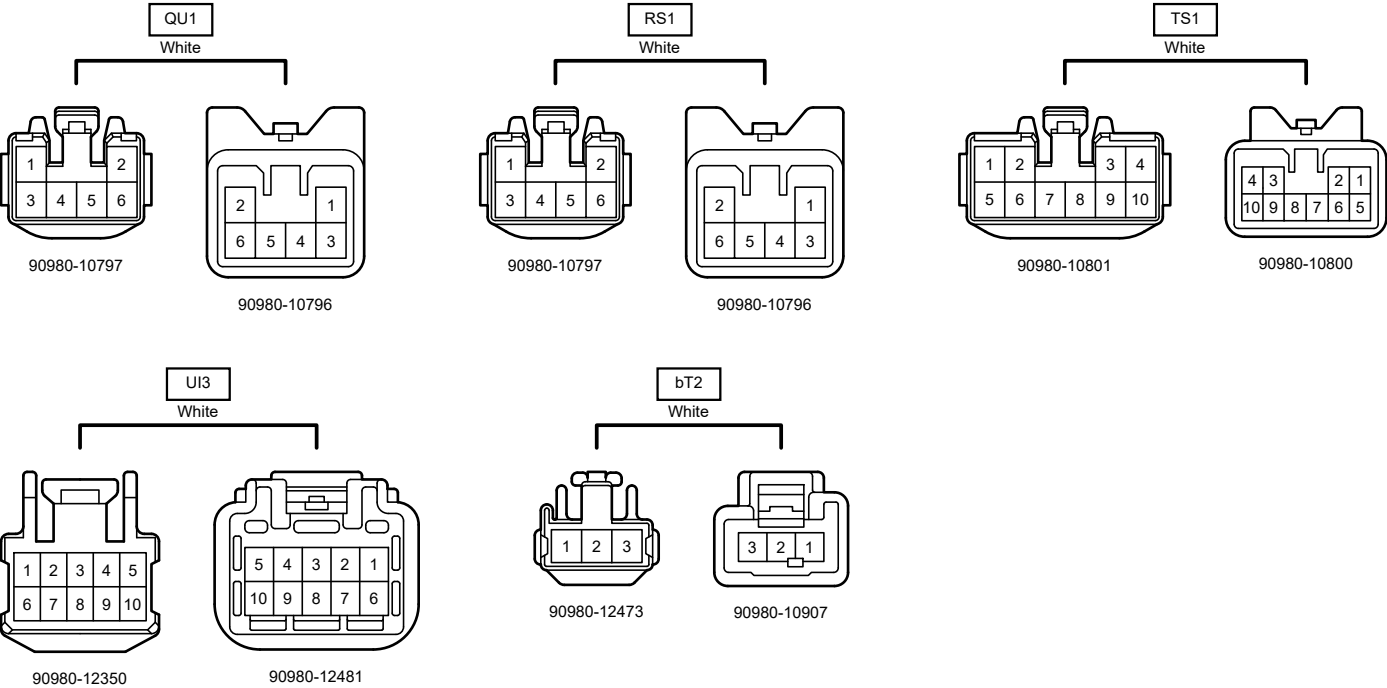 QU1
White
1 2
3 4 5 6
90980-10797
2 1
6 5 4 3
90980-10796
RS1
White
1 2
3 4 5 6
90980-10797
2 1
6 5 4 3
90980-10796
TS1
White
1 2 3 4
5 6 7 8 9 10
90980-10801
4 3 2 1
10 9 8 7 6 5
90980-10800
UI3
White
1 2 3 4 5
6 7 8 9 10
90980-12350
5 4 3 2 1
10 9 8 7 6
90980-12481
bT2
White
1 2 3
90980-12473
3 2 1
90980-10907